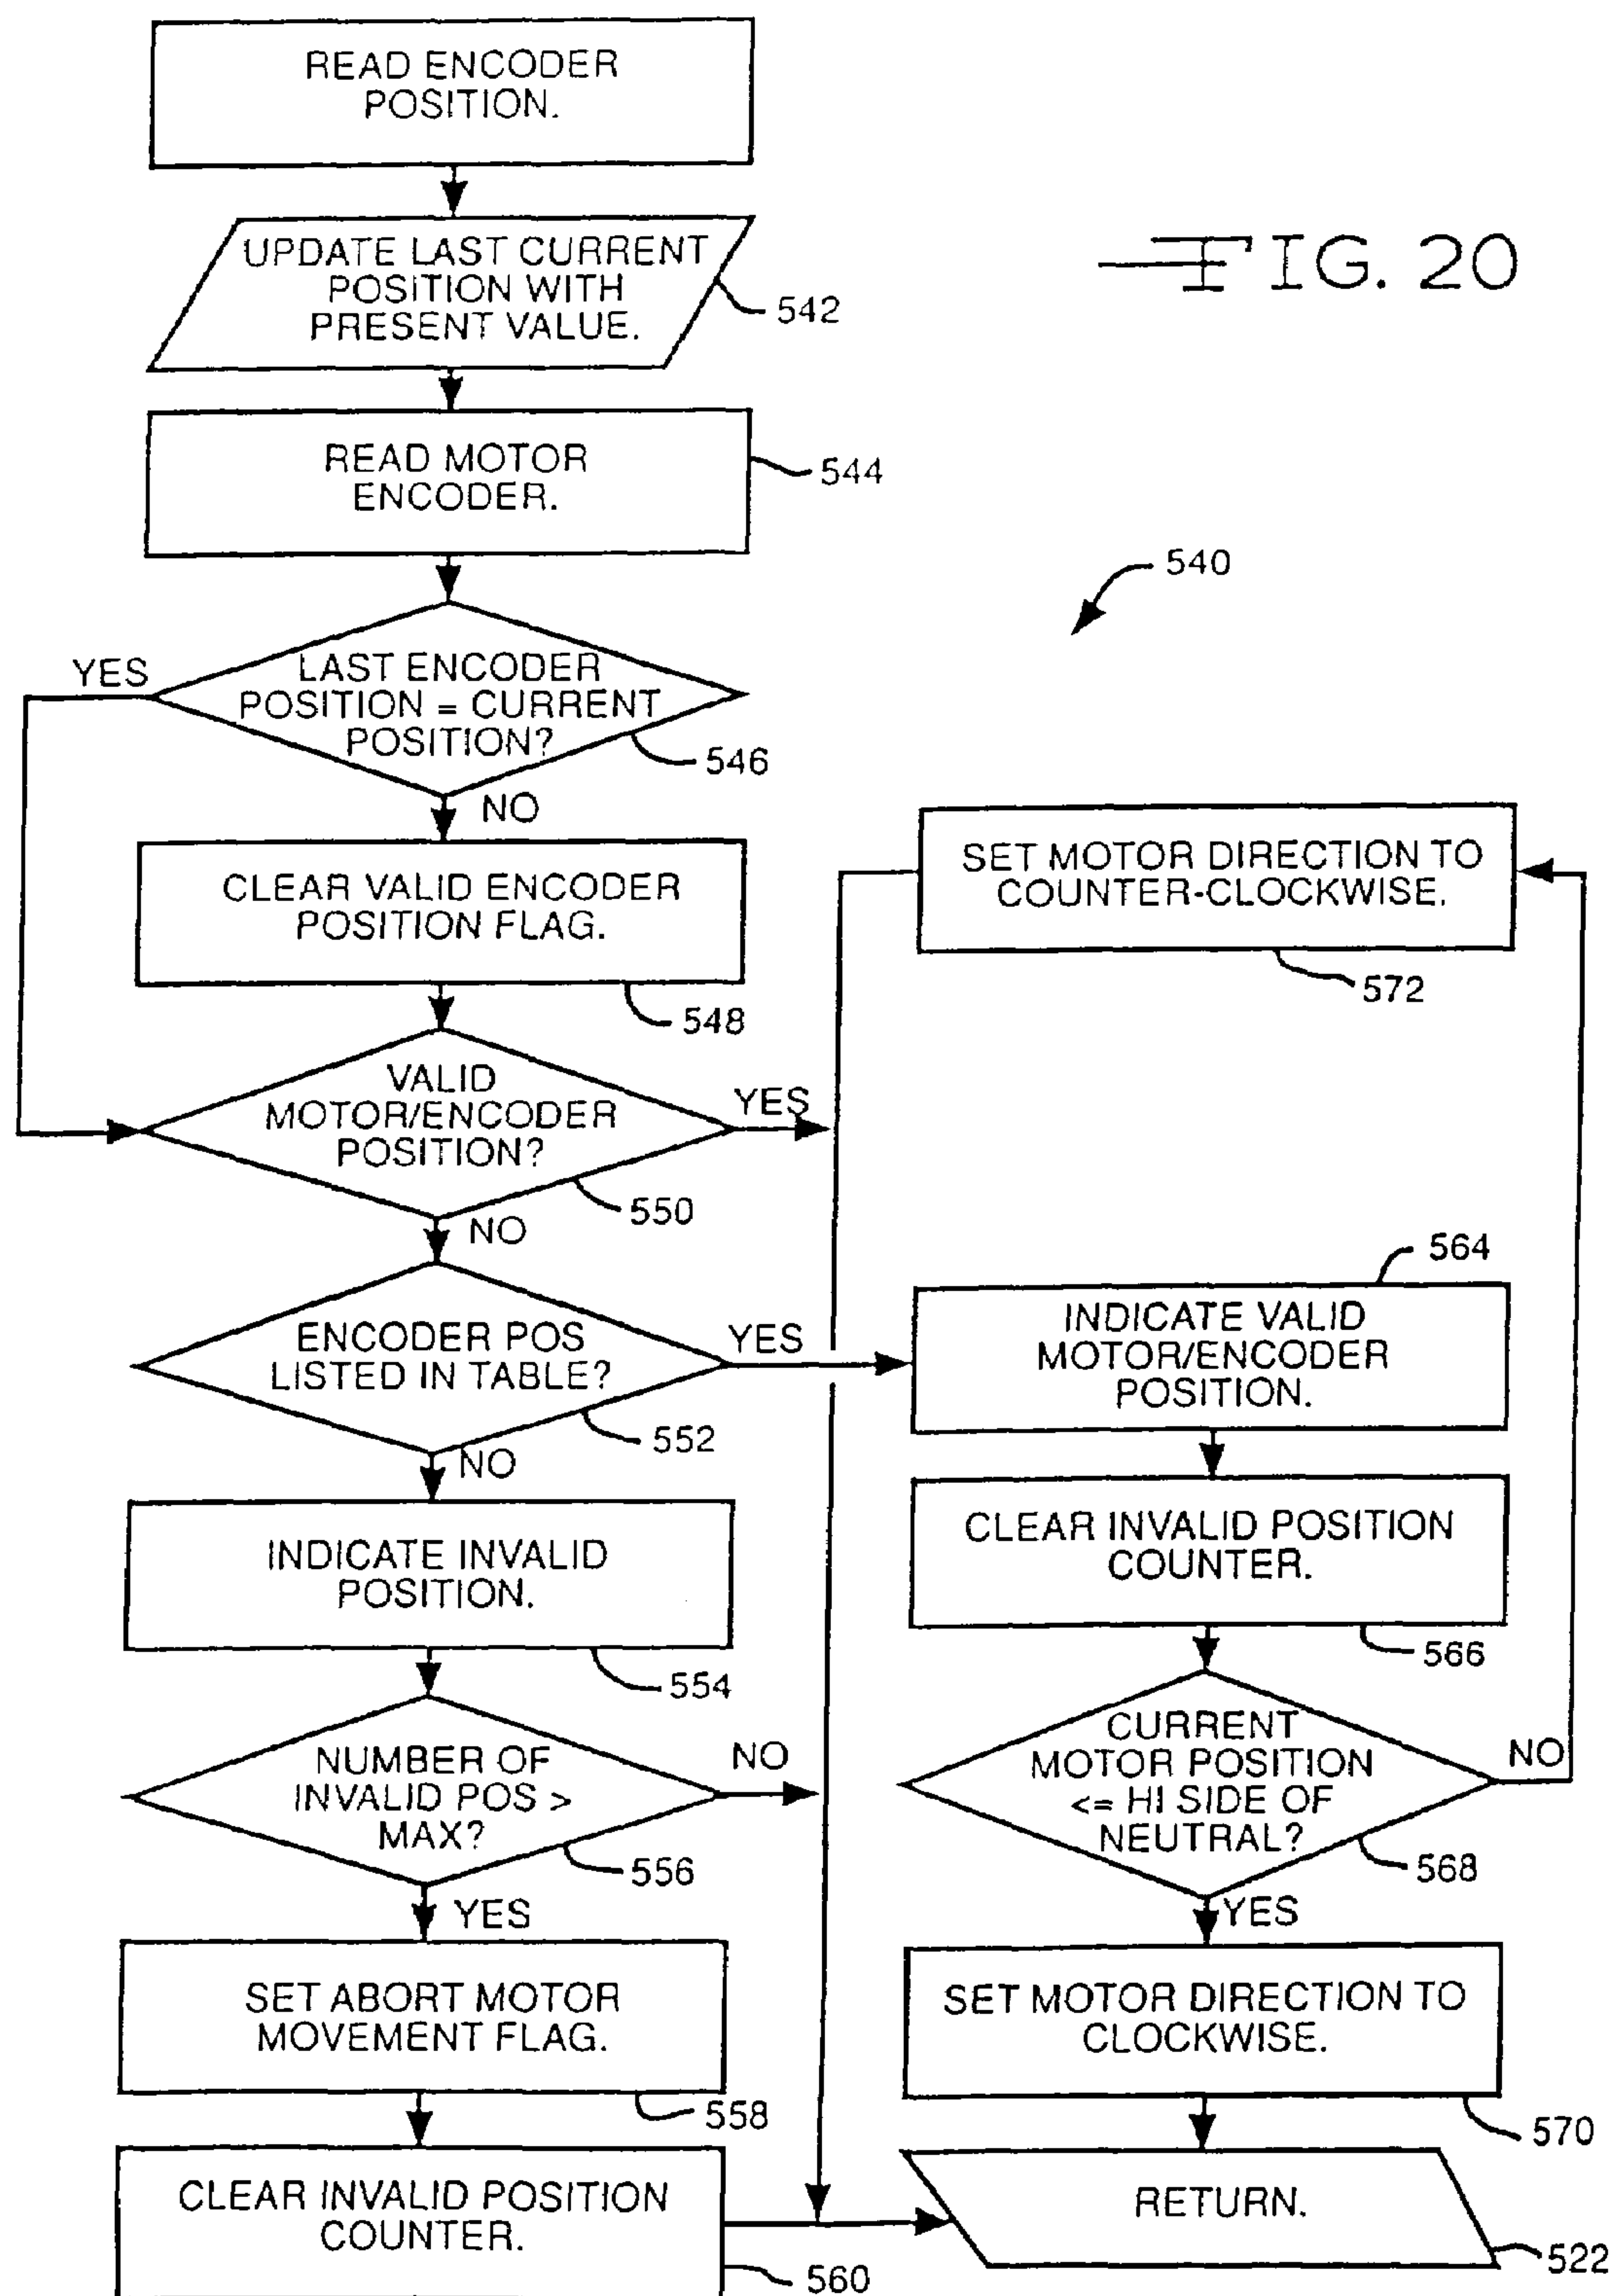 READ ENCODER
POSITION.
UPDATE LAST CURRENT
POSITION WITH
PRESENT VALUE.
542
FIG. 20
READ MOTOR
ENCODER.
544
540
YES
LAST ENCODER
POSITION = CURRENT
POSITION?
546
NO
CLEAR VALID ENCODER
POSITION FLAG.
548
SET MOTOR DIRECTION TO
COUNTER-CLOCKWISE.
572
VALID
MOTOR/ENCODER
POSITION?
YES
550
NO
ENCODER POS
LISTED IN TABLE?
YES
552
NO
564
INDICATE VALID
MOTOR/ENCODER
POSITION.
INDICATE INVALID
POSITION.
554
CLEAR INVALID POSITION
COUNTER.
566
NUMBER OF
INVALID POS >
MAX?
NO
556
YES
CURRENT
MOTOR POSITION
<= HI SIDE OF
NEUTRAL?
NO
568
YES
SET ABORT MOTOR
MOVEMENT FLAG.
558
SET MOTOR DIRECTION TO
CLOCKWISE.
570
CLEAR INVALID POSITION
COUNTER.
560
RETURN.
522